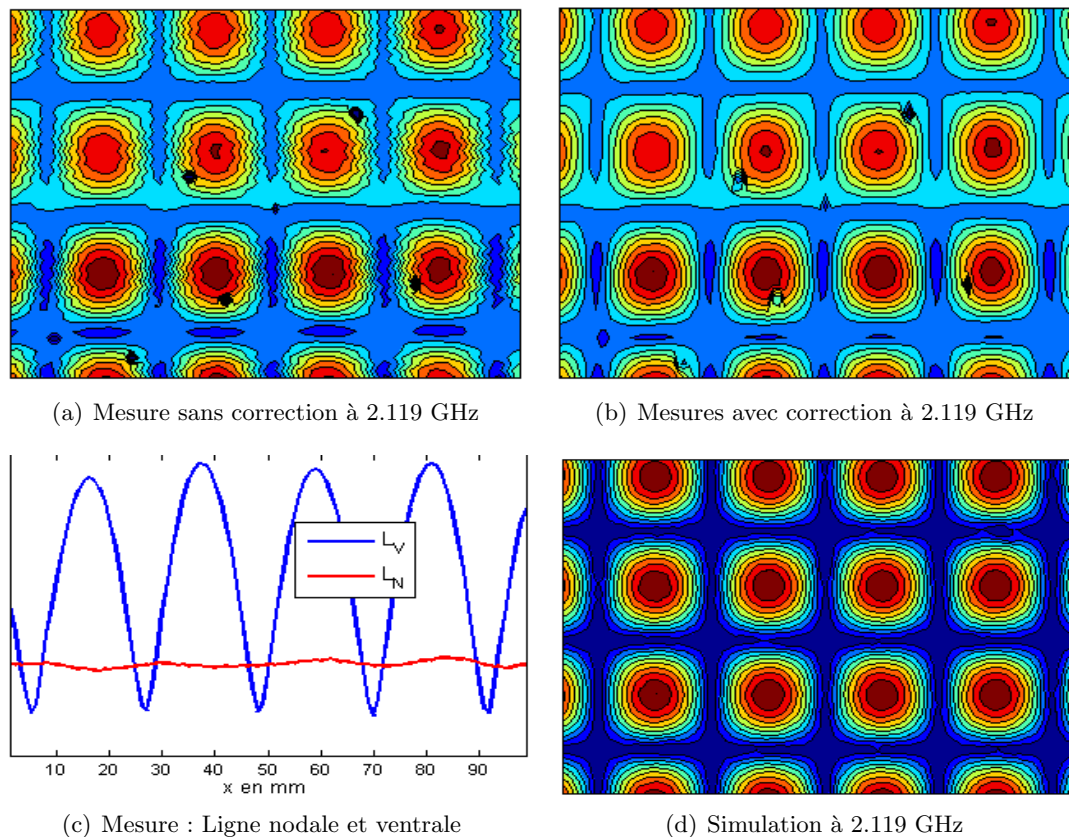 (a) Mesure sans correction à 2.119 GHz
(b) Mesures avec correction à 2.119 GHz
L_V
L_N
10 20 30 40 50 60 70 80 90
x en mm
(c) Mesure : Ligne nodale et ventrale
(d) Simulation à 2.119 GHz